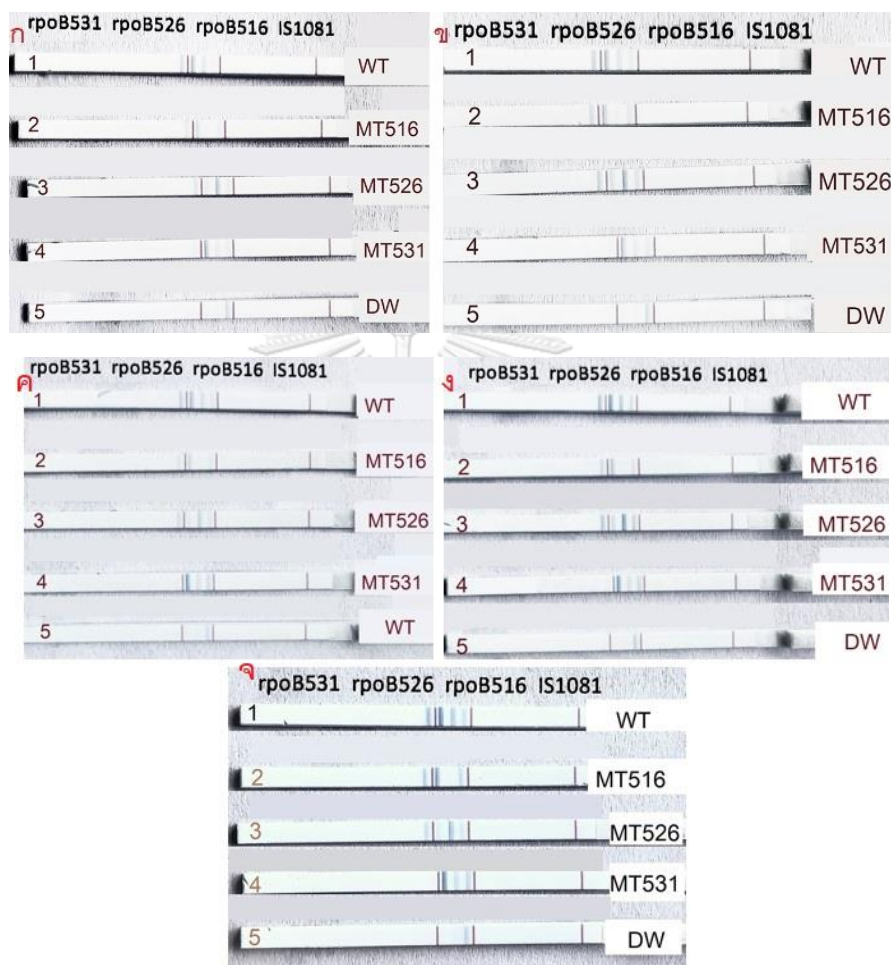 ก rpoB531 rpoB526 rpoB516 IS1081
1 WT
2 MT516
3 MT526
4 MT531
5 DW
ข rpoB531 rpoB526 rpoB516 IS1081
1 WT
2 MT516
3 MT526
4 MT531
5 DW
ค rpoB531 rpoB526 rpoB516 IS1081
1 WT
2 MT516
3 MT526
4 MT531
5 WT
ง rpoB531 rpoB526 rpoB516 IS1081
1 WT
2 MT516
3 MT526
4 MT531
5 DW
จ rpoB531 rpoB526 rpoB516 IS1081
1 WT
2 MT516
3 MT526
4 MT531
5 DW